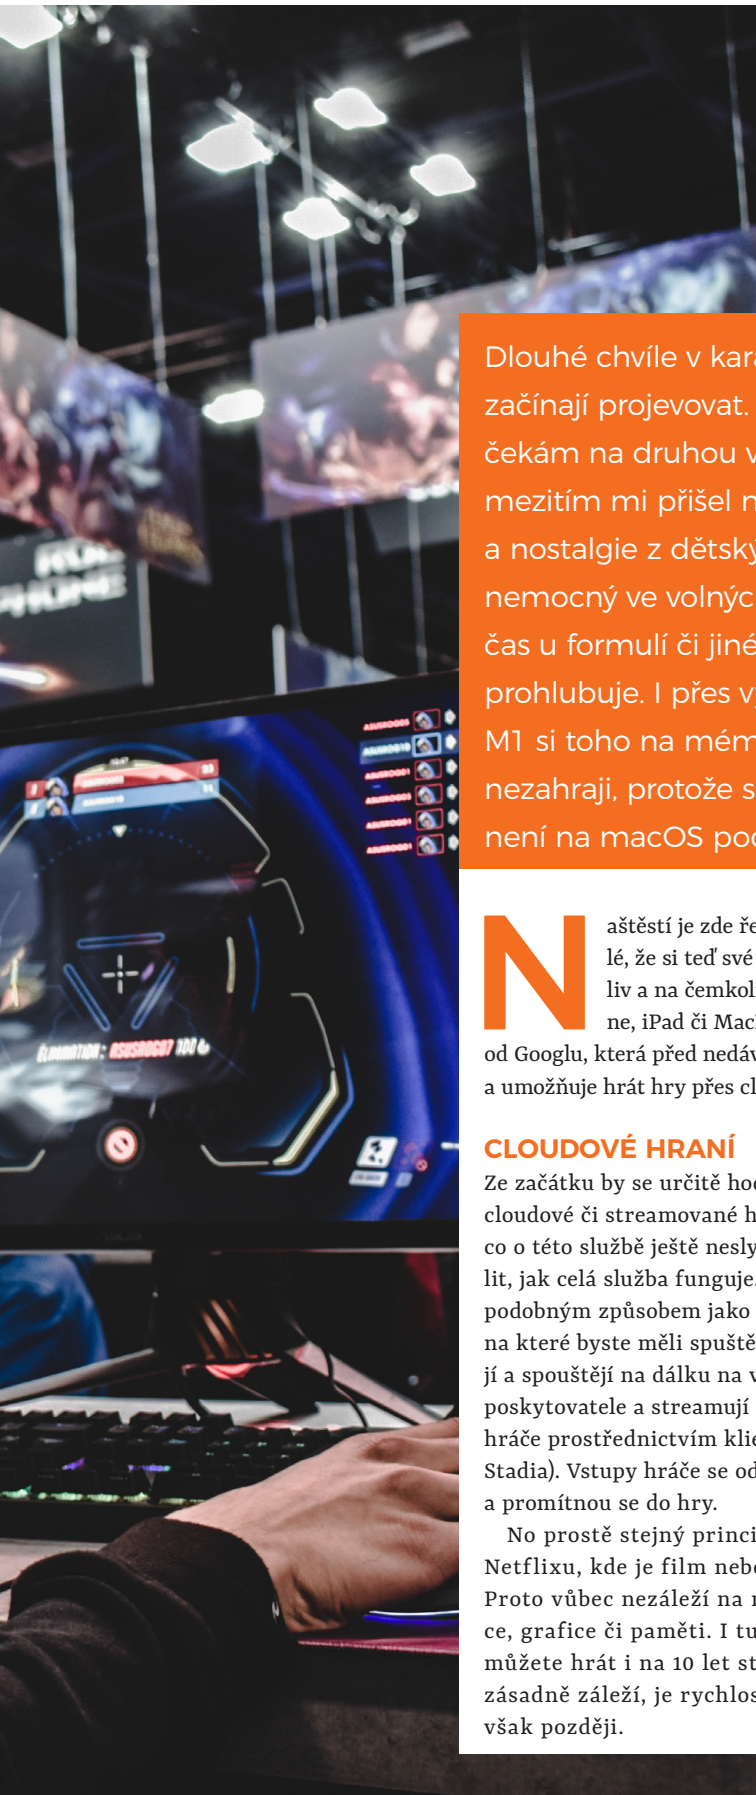 Dlouhé chvíle v kar
začínají projevovat.
čekám na druhou v
mezitím mi přišel n
a nostalgie z dětský
nemocný ve volnýc
čas u formulí či jiné
prohlubuje. I přes v
M1 si toho na mém
nezahraji, protože s
není na macOS po
Naštěstí je zde ře
lé, že si teď své
liv a na čemkol
ne, iPad či Mac
od Googlu, která před nedáv
a umožňuje hrát hry přes cl
CLOUDOVÉ HRANÍ
Ze začátku by se určitě ho
cloudové či streamované h
co o této službě ještě nesly
lit, jak celá služba funguje.
podobným způsobem jako
na které byste měli spuště
jí a spouštějí na dálku na v
poskytovatele a streamují
hráče prostřednictvím klie
Stadia). Vstupy hráče se od
a promítnou se do hry.
No prostě stejný princi
Netflixu, kde je film neb
Proto vůbec nezáleží na
ce, grafice či paměti. I tu
můžete hrát i na 10 let st
zásadně záleží, je rychlos
však později.
ELIMINATION: ASUSROG07 100